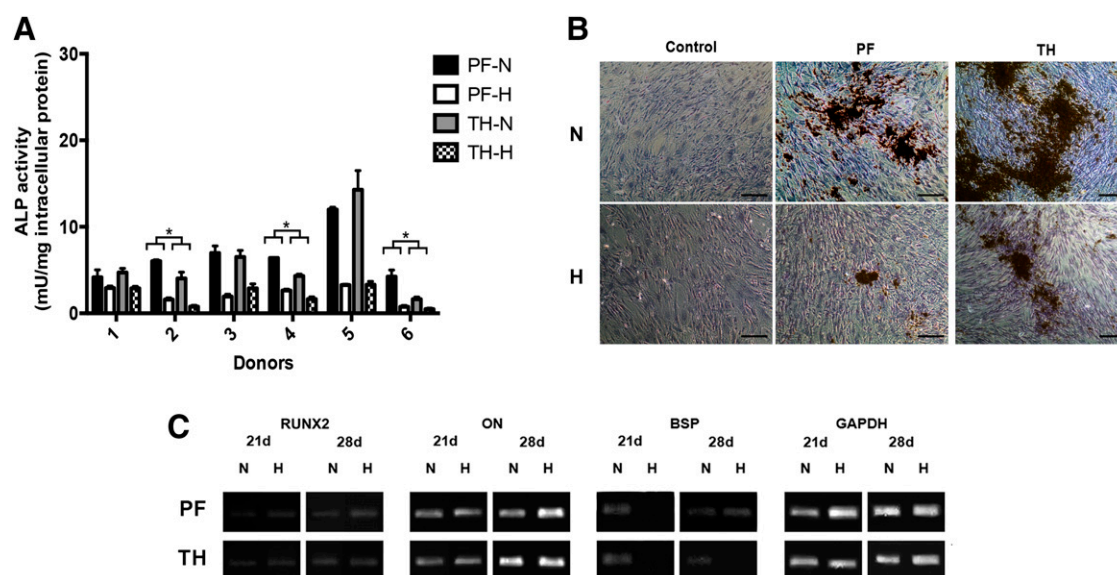 A
ALP activity
(mU/mg intracellular protein)
30
20
10
0
PF-N
PF-H
TH-N
TH-H
*
*
*
1
2
3
4
5
6
Donors
B
Control
PF
TH
N
H
C
RUNX2
ON
BSP
GAPDH
21d
28d
21d
28d
21d
28d
21d
28d
N
H
N
H
N
H
N
H
N
H
N
H
N
H
N
H
PF
TH